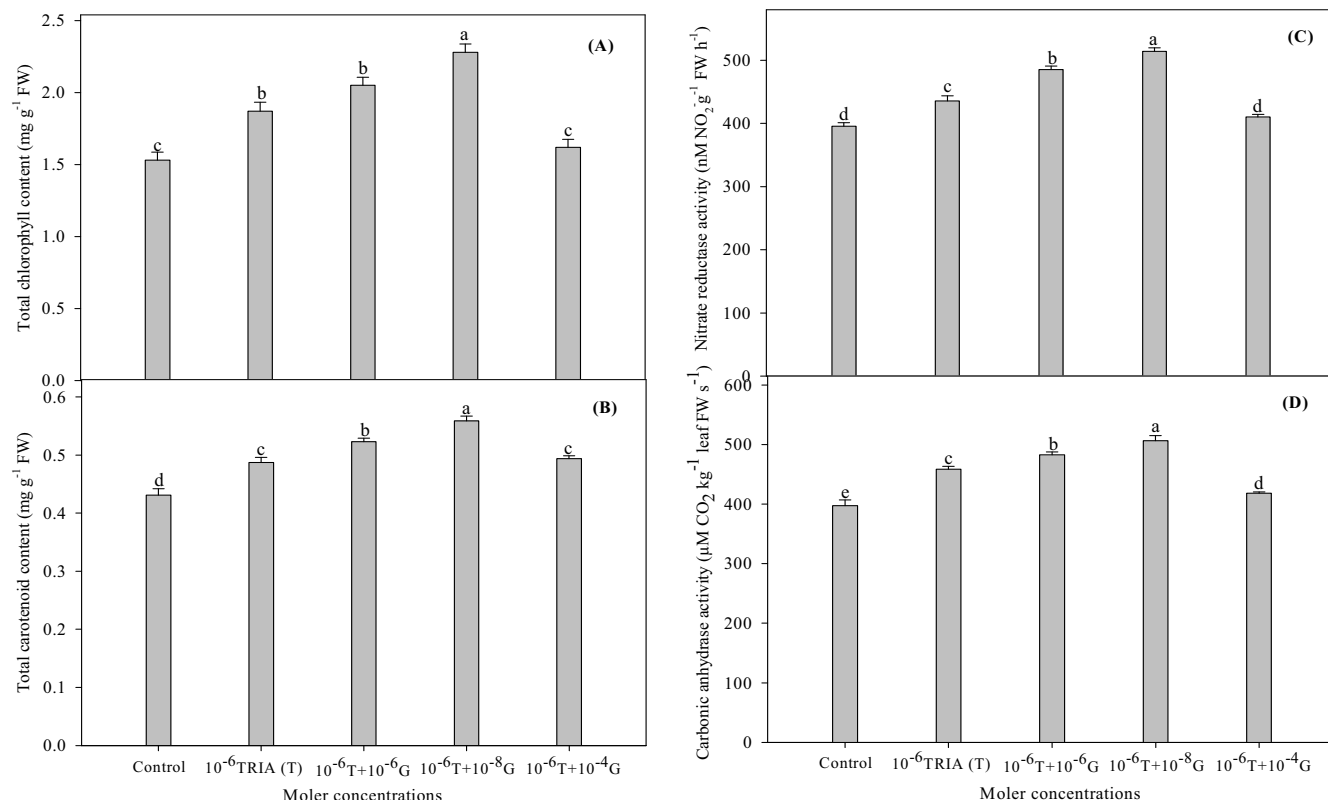 Total chlorophyll content (mg g⁻¹ FW)
2.5
2.0
1.5
1.0
0.5
0.0
(A)
c
b
b
a
c
Total carotenoid content (mg g⁻¹ FW)
0.6
0.5
0.4
0.3
0.2
0.1
0.0
(B)
d
c
b
a
c
Control
10⁻⁶TRIA (T)
10⁻⁶T+10⁻⁶G
10⁻⁶T+10⁻⁸G
10⁻⁶T+10⁻⁴G
Moler concentrations
Nitrate reductase activity (nM NO₂⁻g⁻¹ FW h⁻¹)
500
400
300
200
100
0
(C)
d
c
b
a
d
Carbonic anhydrase activity (µM CO₂ kg⁻¹ leaf FW s⁻¹)
600
500
400
300
200
100
0
(D)
e
c
b
a
d
Control
10⁻⁶TRIA (T)
10⁻⁶T+10⁻⁶G
10⁻⁶T+10⁻⁸G
10⁻⁶T+10⁻⁴G
Moler concentrations